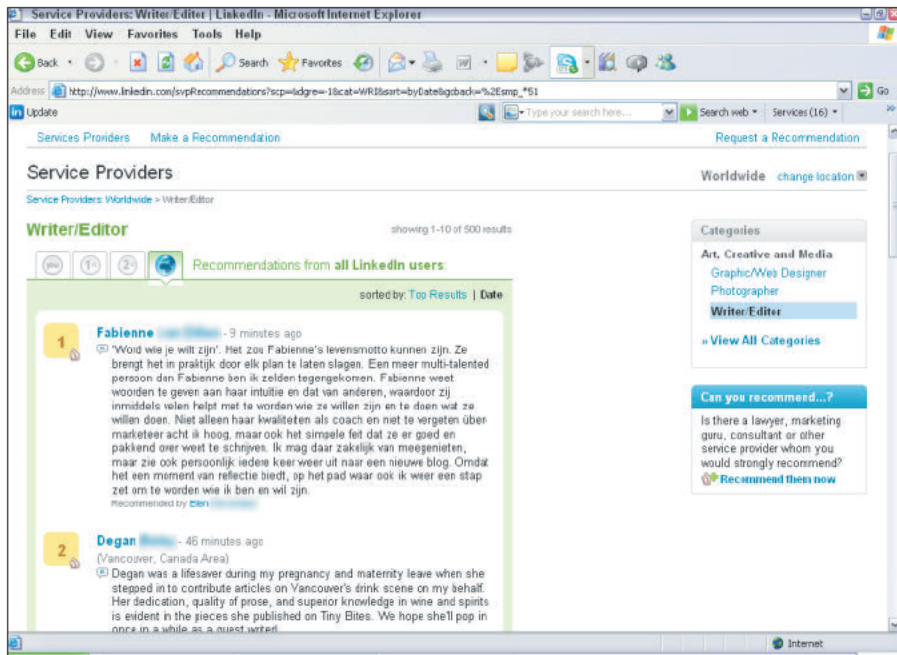 Service Providers: Writer/Editor | LinkedIn - Microsoft Internet Explorer
File Edit View Favorites Tools Help
Back Search Favorites
Address http://www.linkedin.com/svpRecommendations?scp=&dgre=-1&cat=WRI&sort=byDate&goback=%2Esmp_*51 Go
Update Type your search here... Search web Services (16)
Services Providers Make a Recommendation Request a Recommendation
Service Providers Worldwide change location
Service Providers: Worldwide > Writer/Editor
Writer/Editor showing 1-10 of 500 results
you 1 2 Recommendations from all LinkedIn users:
sorted by: Top Results | Date
1 Fabienne - 9 minutes ago
'Word wie je wilt zijn'. Het zou Fabienne's levensmotto kunnen zijn. Ze
brengt het in praktijk door elk plan te laten slagen. Een meer multi-talented
persoon dan Fabienne ben ik zelden tegengekomen. Fabienne weet
woorden te geven aan haar intuïtie en dat van anderen, waardoor zij
inmiddels velen helpt met te worden wie ze willen zijn en te doen wat ze
willen doen. Niet alleen haar kwaliteiten als coach en niet te vergeten über-
marketeer acht ik hoog, maar ook het simpele feit dat ze er goed en
pakkend over weet te schrijven. Ik mag daar zakelijk van meegenieten,
maar zie ook persoonlijk iedere keer weer uit naar een nieuwe blog. Omdat
het een moment van reflectie biedt, op het pad waar ook ik weer een stap
zet om te worden wie ik ben en wil zijn.
Recommended by Elen
2 Degan - 46 minutes ago
(Vancouver, Canada Area)
Degan was a lifesaver during my pregnancy and maternity leave when she
stepped in to contribute articles on Vancouver's drink scene on my behalf.
Her dedication, quality of prose, and superior knowledge in wine and spirits
is evident in the pieces she published on Tiny Bites. We hope she'll pop in
once in a while as a guest writer!
Categories
Art, Creative and Media
Graphic/Web Designer
Photographer
Writer/Editor
» View All Categories
Can you recommend...?
Is there a lawyer, marketing
guru, consultant or other
service provider whom you
would strongly recommend?
Recommend them now
Internet